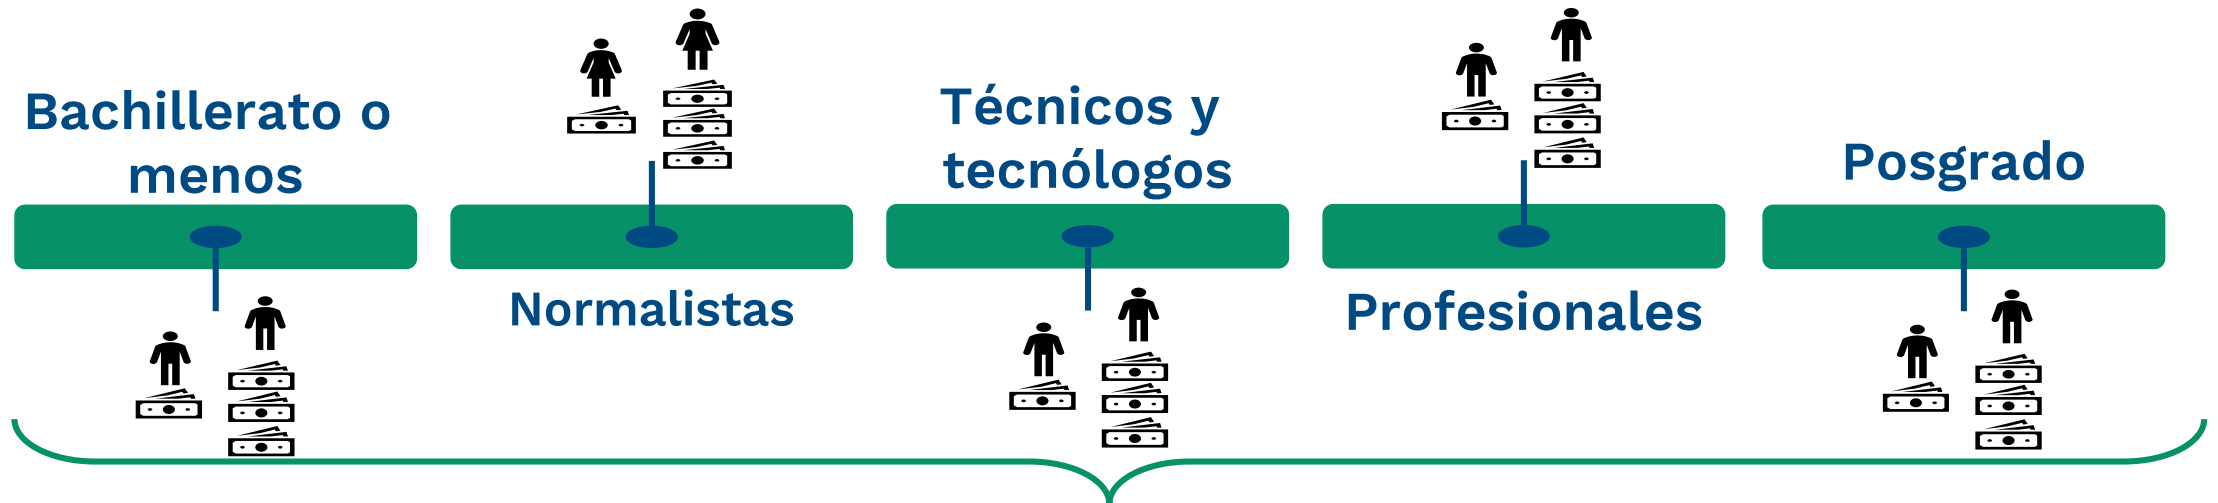 Bachillerato o
menos
Normalistas
Técnicos y
tecnólogos
Profesionales
Posgrado